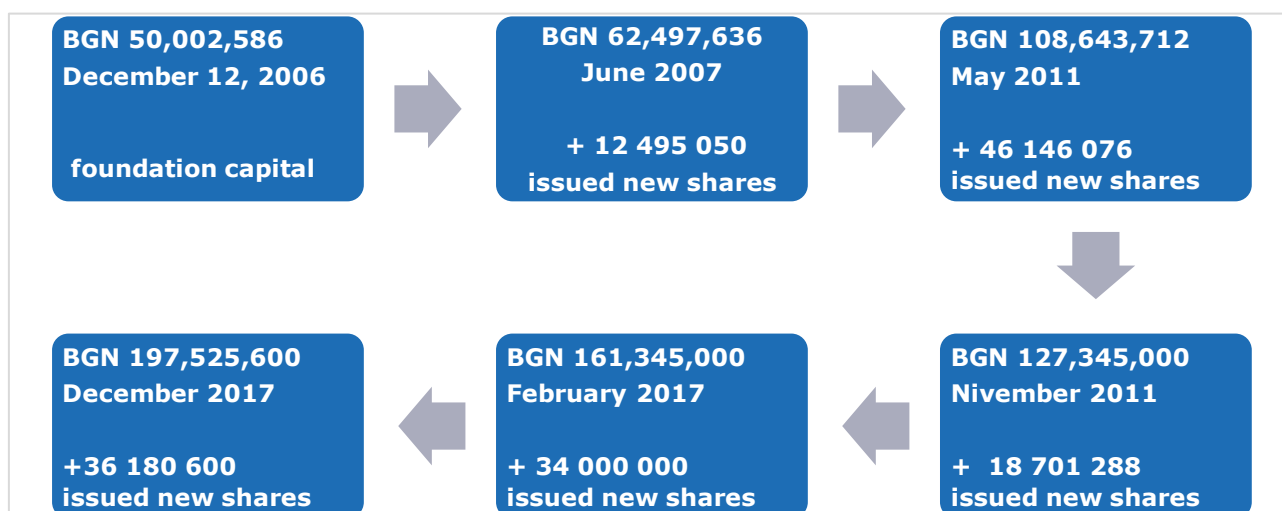 BGN 50,002,586
December 12, 2006
foundation capital
BGN 62,497,636
June 2007
+ 12 495 050
issued new shares
BGN 108,643,712
May 2011
+ 46 146 076
issued new shares
BGN 127,345,000
Nivember 2011
+ 18 701 288
issued new shares
BGN 161,345,000
February 2017
+ 34 000 000
issued new shares
BGN 197,525,600
December 2017
+36 180 600
issued new shares